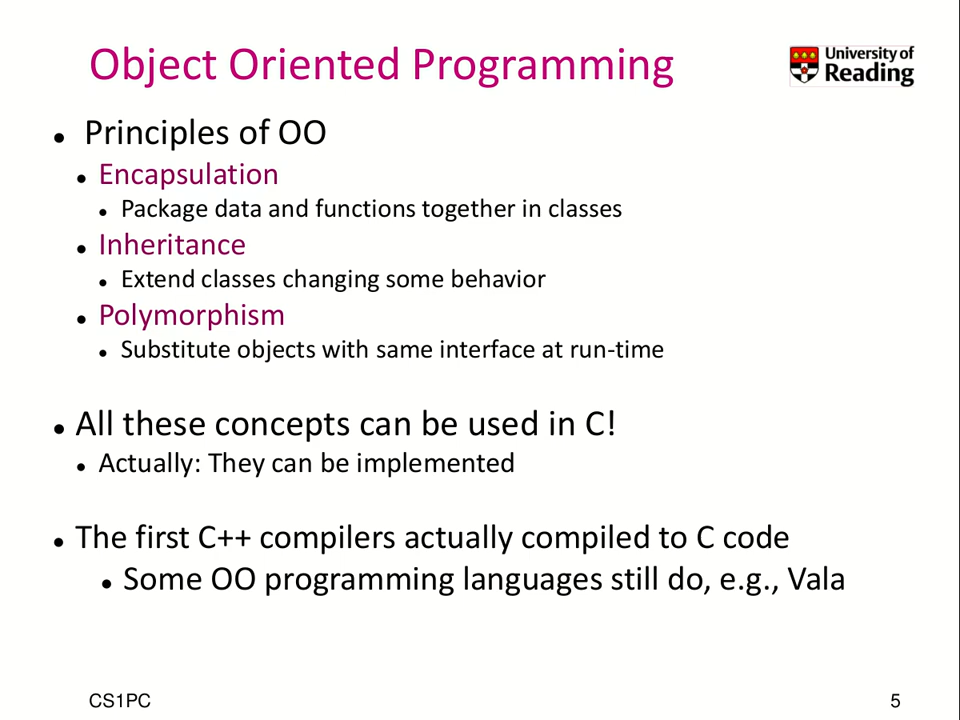 Object Oriented Programming
University of
Reading
Principles of OO
Encapsulation
Package data and functions together in classes
Inheritance
Extend classes changing some behavior
Polymorphism
Substitute objects with same interface at run-time
All these concepts can be used in C!
Actually: They can be implemented
The first C++ compilers actually compiled to C code
Some OO programming languages still do, e.g., Vala
CS1PC
5